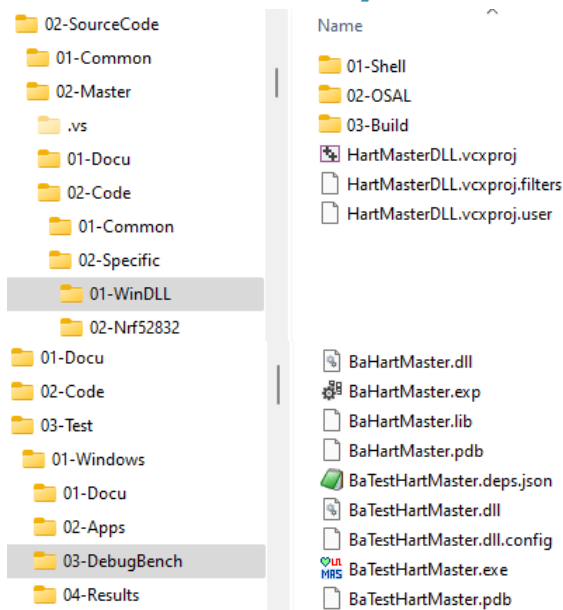 02-SourceCode
01-Common
02-Master
.vs
01-Docu
02-Code
01-Common
02-Specific
01-WinDLL
02-Nrf52832
Name
01-Shell
02-OSAL
03-Build
HartMasterDLL.vcxproj
HartMasterDLL.vcxproj.filters
HartMasterDLL.vcxproj.user
01-Docu
02-Code
03-Test
01-Windows
01-Docu
02-Apps
03-DebugBench
04-Results
BaHartMaster.dll
BaHartMaster.exp
BaHartMaster.lib
BaHartMaster.pdb
BaTestHartMaster.deps.json
BaTestHartMaster.dll
BaTestHartMaster.dll.config
BaTestHartMaster.exe
BaTestHartMaster.pdb